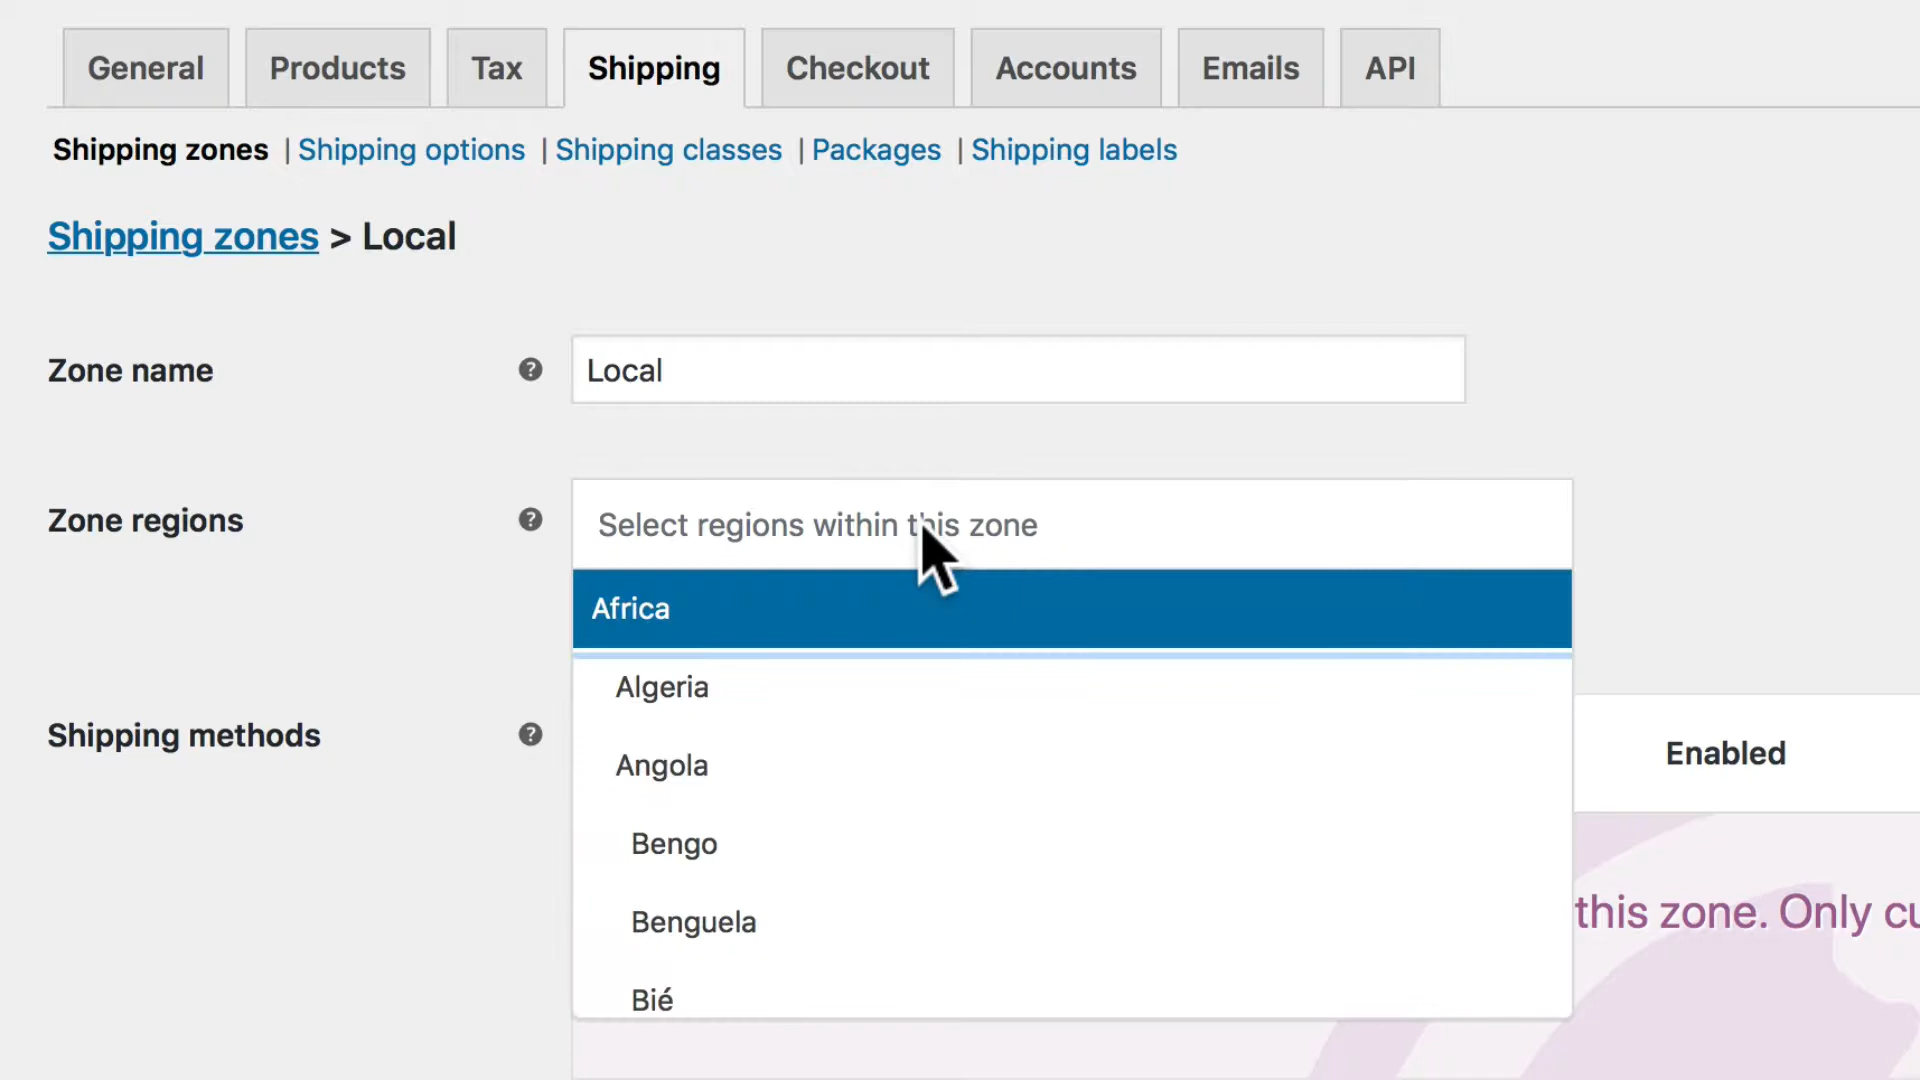 General Products Tax Shipping Checkout Accounts Emails API
Shipping zones | Shipping options | Shipping classes | Packages | Shipping labels
Shipping zones > Local
Zone name ? Local
Zone regions ? Select regions within this zone
Africa
Algeria
Shipping methods ? Enabled
Angola
Bengo
Benguela this zone. Only cu
Bié